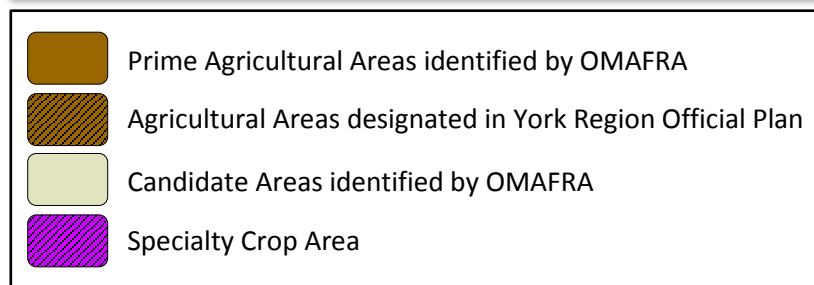 Prime Agricultural Areas identified by OMAFRA
Agricultural Areas designated in York Region Official Plan
Candidate Areas identified by OMAFRA
Specialty Crop Area